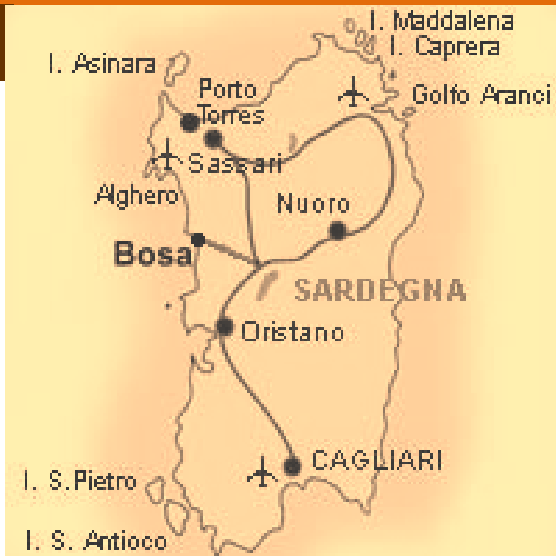 I. Maddalena
I. Caprera
I. Asinara
Porto
Torres
Golfo Aranci
Sassari
Alghero
Nuoro
Bosa
SARDEGNA
Oristano
CAGLIARI
I. S.Pietro
I. S. Antioco